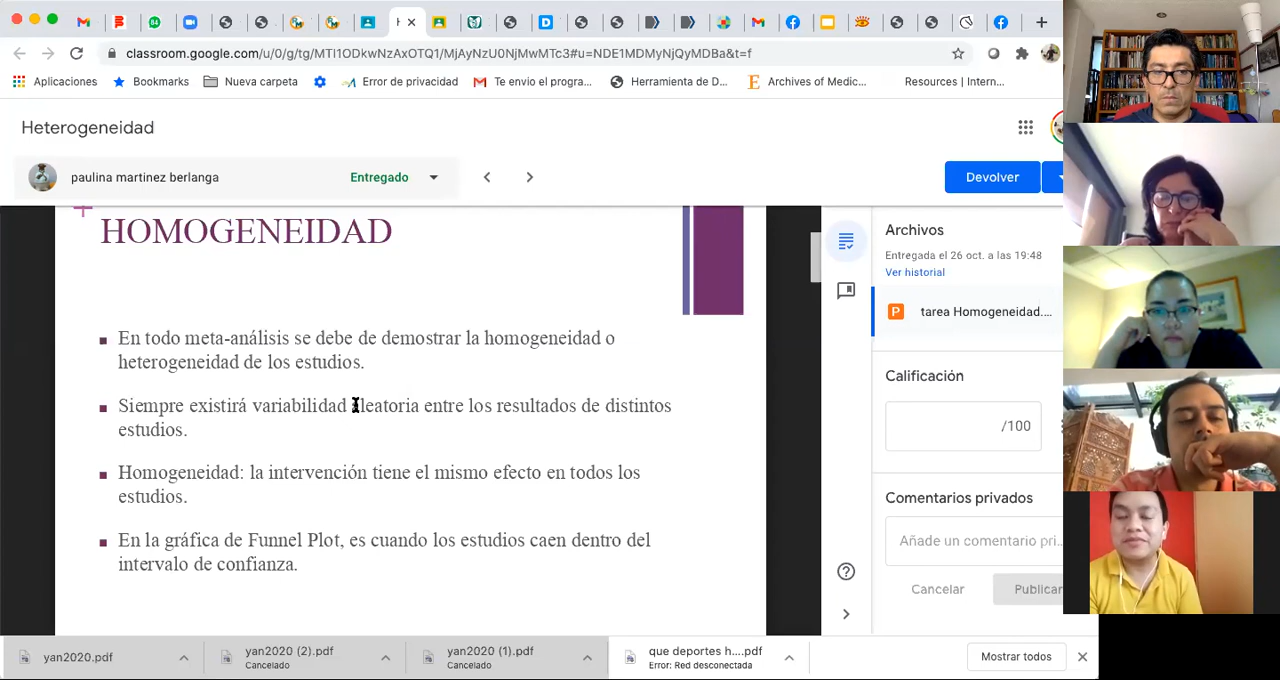 classroom.google.com/u/0/g/tg/MTI1ODkwNzAxOTQ1/MjAvNzU0NjMwMTc3#u=NDE1MDMyNjQyMDBa&t=f
Aplicaciones Bookmarks Nueva carpeta Error de privacidad Te envio el progra... Herramienta de D... Archives of Medic... Resources | Intern...
Heterogeneidad
paulina martinez berlanga Entregado Devolver
HOMOGENEIDAD
En todo meta-análisis se debe de demostrar la homogeneidad o
heterogeneidad de los estudios.
Siempre existirá variabilidad aleatoria entre los resultados de distintos
estudios.
Homogeneidad: la intervención tiene el mismo efecto en todos los
estudios.
En la gráfica de Funnel Plot, es cuando los estudios caen dentro del
intervalo de confianza.
Archivos
Entregada el 26 oct. a las 19:48
Ver historial
tarea Homogeneidad....
Calificación
/100
Comentarios privados
Añade un comentario pri...
Cancelar Publicar
yan2020.pdf
yan2020 (2).pdf
Cancelado
yan2020 (1).pdf
Cancelado
que deportes h....pdf
Error: Red desconectada
Mostrar todos